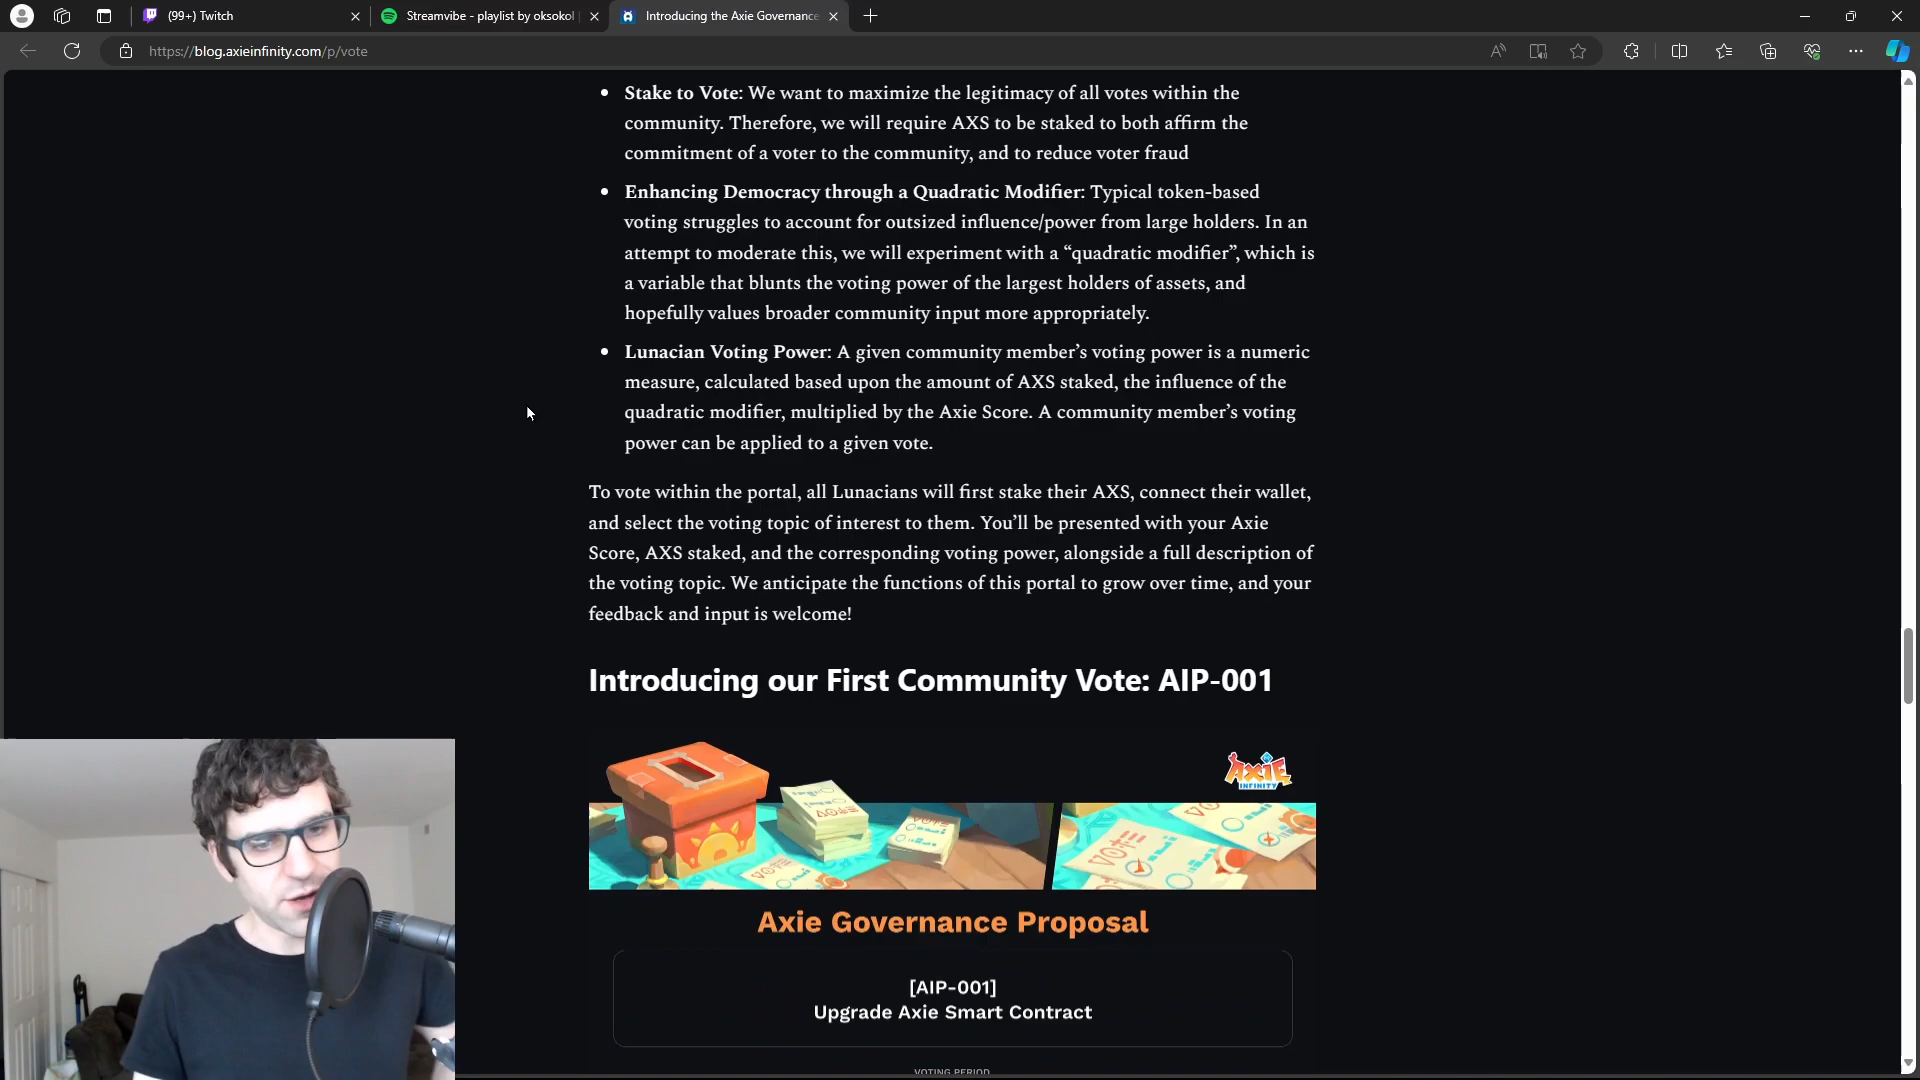 (99+) Twitch
Streamvibe - playlist by oksokol
Introducing the Axie Governance
https://blog.axieinfinity.com/p/vote
• Stake to Vote: We want to maximize the legitimacy of all votes within the
community. Therefore, we will require AXS to be staked to both affirm the
commitment of a voter to the community, and to reduce voter fraud
• Enhancing Democracy through a Quadratic Modifier: Typical token-based
voting struggles to account for outsized influence/power from large holders. In an
attempt to moderate this, we will experiment with a “quadratic modifier”, which is
a variable that blunts the voting power of the largest holders of assets, and
hopefully values broader community input more appropriately.
• Lunacian Voting Power: A given community member’s voting power is a numeric
measure, calculated based upon the amount of AXS staked, the influence of the
quadratic modifier, multiplied by the Axie Score. A community member’s voting
power can be applied to a given vote.
To vote within the portal, all Lunacians will first stake their AXS, connect their wallet,
and select the voting topic of interest to them. You’ll be presented with your Axie
Score, AXS staked, and the corresponding voting power, alongside a full description of
the voting topic. We anticipate the functions of this portal to grow over time, and your
feedback and input is welcome!
Introducing our First Community Vote: AIP-001
AXIE
INFINITY
VOTE
VOTE
Axie Governance Proposal
[AIP-001]
Upgrade Axie Smart Contract
VOTING PERIOD